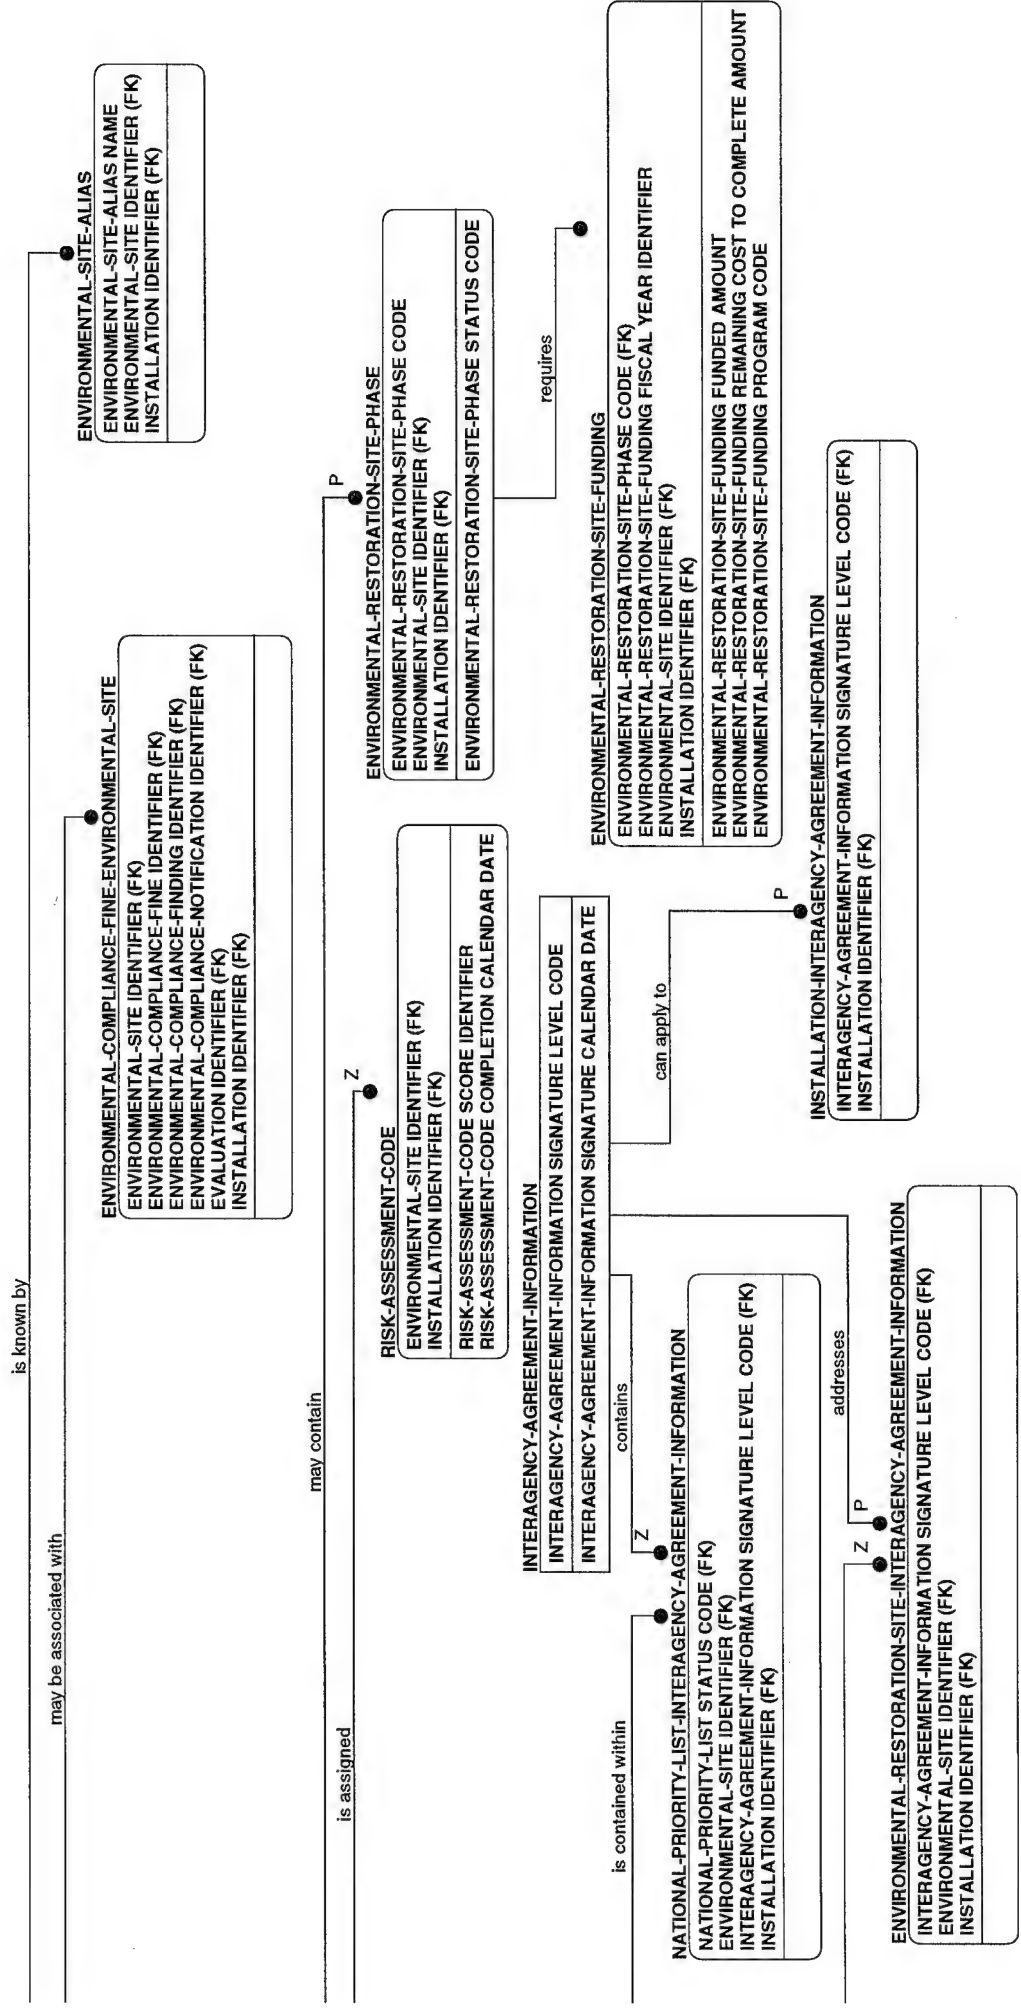 is known by
ENVIRONMENTAL-SITE-ALIAS
ENVIRONMENTAL-SITE-ALIAS NAME
ENVIRONMENTAL-SITE IDENTIFIER (FK)
INSTALLATION IDENTIFIER (FK)
may be associated with
ENVIRONMENTAL-COMPLIANCE-FINE-ENVIRONMENTAL-SITE
ENVIRONMENTAL-SITE IDENTIFIER (FK)
ENVIRONMENTAL-COMPLIANCE-FINE IDENTIFIER (FK)
ENVIRONMENTAL-COMPLIANCE-FINDING IDENTIFIER (FK)
ENVIRONMENTAL-COMPLIANCE-NOTIFICATION IDENTIFIER (FK)
EVALUATION IDENTIFIER (FK)
INSTALLATION IDENTIFIER (FK)
may contain
P
ENVIRONMENTAL-RESTORATION-SITE-PHASE
ENVIRONMENTAL-RESTORATION-SITE-PHASE CODE
ENVIRONMENTAL-SITE IDENTIFIER (FK)
INSTALLATION IDENTIFIER (FK)
ENVIRONMENTAL-RESTORATION-SITE-PHASE STATUS CODE
is assigned
Z
RISK-ASSESSMENT-CODE
ENVIRONMENTAL-SITE IDENTIFIER (FK)
INSTALLATION IDENTIFIER (FK)
RISK-ASSESSMENT-CODE SCORE IDENTIFIER
RISK-ASSESSMENT-CODE COMPLETION CALENDAR DATE
requires
ENVIRONMENTAL-RESTORATION-SITE-FUNDING
ENVIRONMENTAL-RESTORATION-SITE-PHASE CODE (FK)
ENVIRONMENTAL-RESTORATION-SITE-FUNDING FISCAL YEAR IDENTIFIER
ENVIRONMENTAL-SITE IDENTIFIER (FK)
INSTALLATION IDENTIFIER (FK)
ENVIRONMENTAL-RESTORATION-SITE-FUNDING FUNDED AMOUNT
ENVIRONMENTAL-RESTORATION-SITE-FUNDING REMAINING COST TO COMPLETE AMOUNT
ENVIRONMENTAL-RESTORATION-SITE-FUNDING PROGRAM CODE
INTERAGENCY-AGREEMENT-INFORMATION
INTERAGENCY-AGREEMENT-INFORMATION SIGNATURE LEVEL CODE
INTERAGENCY-AGREEMENT-INFORMATION SIGNATURE CALENDAR DATE
contains
can apply to
is contained within
Z
NATIONAL-PRIORITY-LIST-INTERAGENCY-AGREEMENT-INFORMATION
NATIONAL-PRIORITY-LIST STATUS CODE (FK)
ENVIRONMENTAL-SITE IDENTIFIER (FK)
INTERAGENCY-AGREEMENT-INFORMATION SIGNATURE LEVEL CODE (FK)
INSTALLATION IDENTIFIER (FK)
P
INSTALLATION-INTERAGENCY-AGREEMENT-INFORMATION
INTERAGENCY-AGREEMENT-INFORMATION SIGNATURE LEVEL CODE (FK)
INSTALLATION IDENTIFIER (FK)
addresses
Z
P
ENVIRONMENTAL-RESTORATION-SITE-INTERAGENCY-AGREEMENT-INFORMATION
INTERAGENCY-AGREEMENT-INFORMATION SIGNATURE LEVEL CODE (FK)
ENVIRONMENTAL-SITE IDENTIFIER (FK)
INSTALLATION IDENTIFIER (FK)